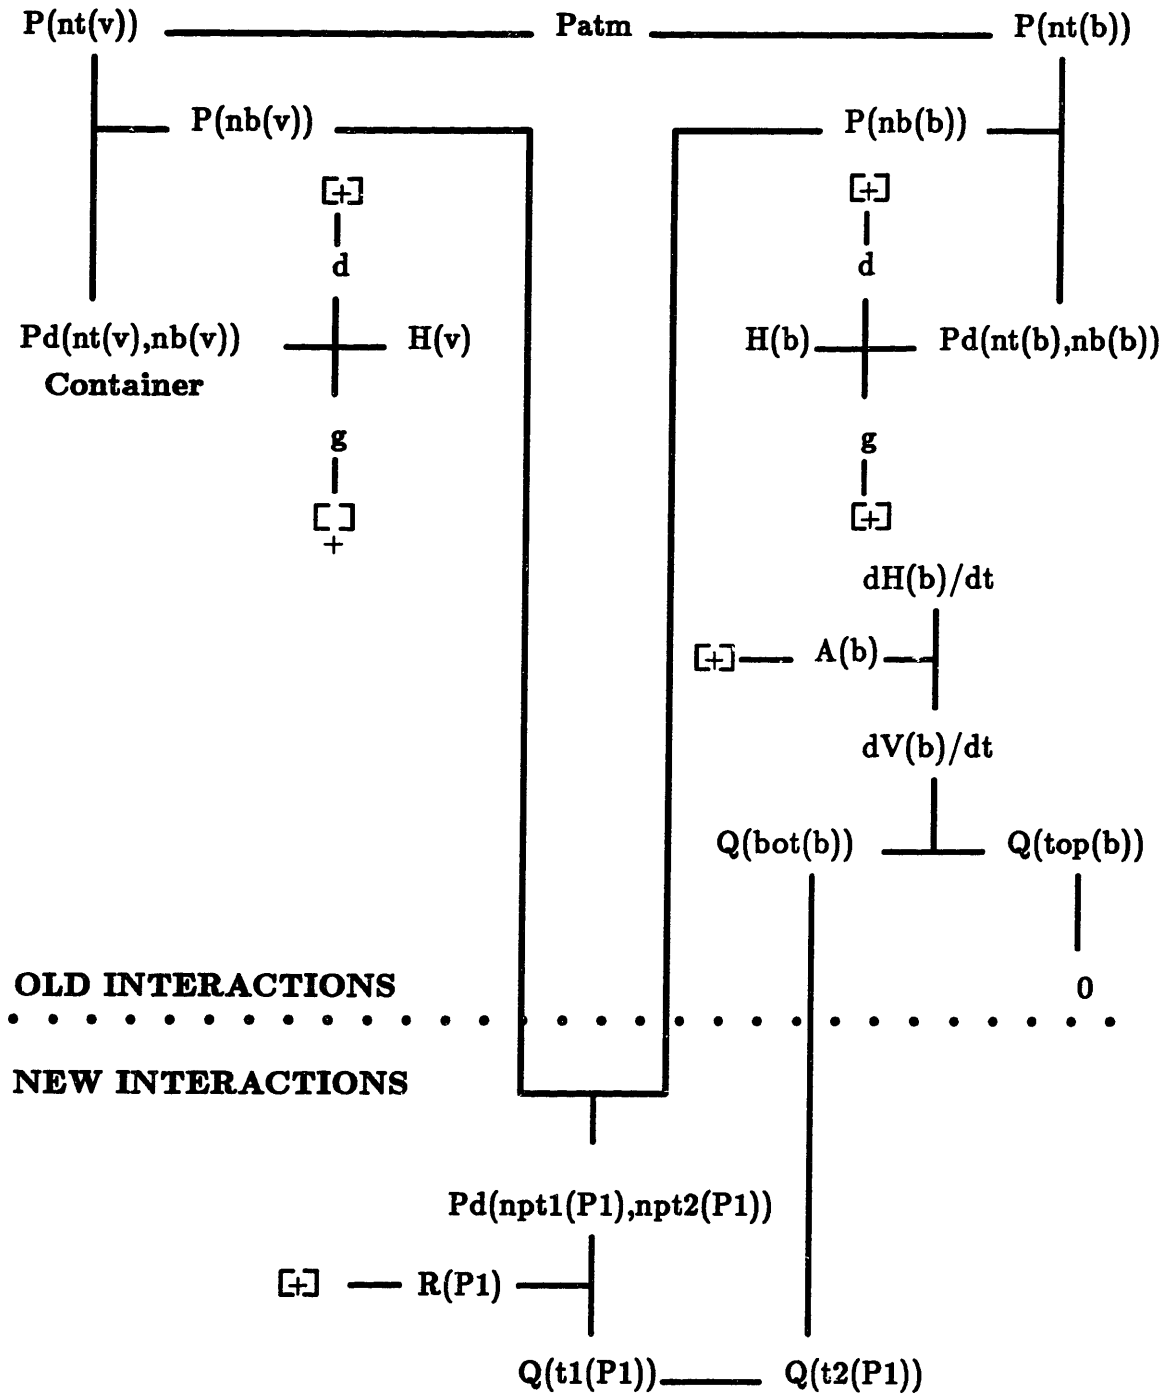 P(nt(v)) Patm P(nt(b))
P(nb(v)) P(nb(b))
[+] [+]
d d
Pd(nt(v),nb(v)) H(v) H(b) Pd(nt(b),nb(b))
Container
g g
[ ] [+]
+
dH(b)/dt
[+] A(b)
dV(b)/dt
Q(bot(b)) Q(top(b))
OLD INTERACTIONS 0
NEW INTERACTIONS
Pd(npt1(P1),npt2(P1))
[+] R(P1)
Q(t1(P1)) Q(t2(P1))